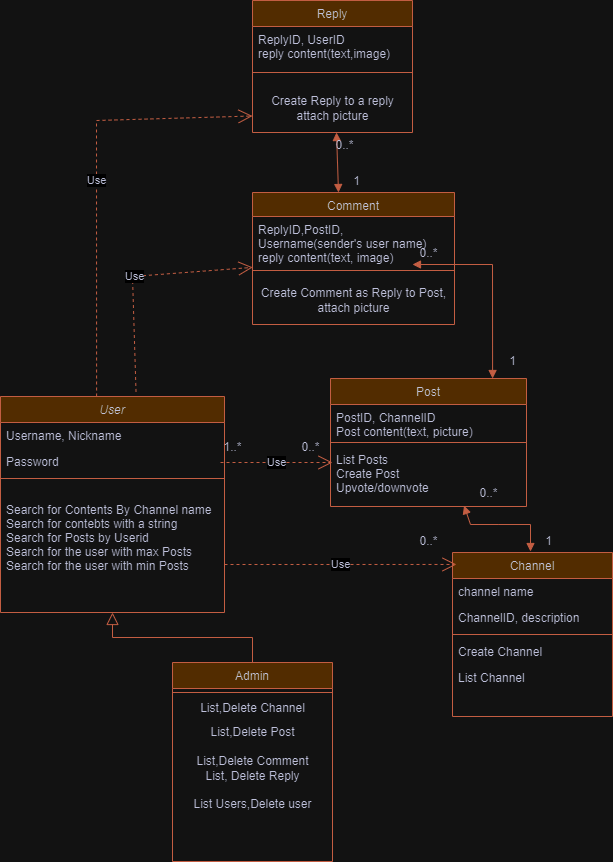 Reply
ReplyID, UserID
reply content(text,image)
Create Reply to a reply
attach picture
0..*
Use
1
Comment
ReplyID,PostID,
Username(sender's user name)
reply content(text, image)
0..*
Use
Create Comment as Reply to Post,
attach picture
1
Post
PostID, ChannelID
Post content(text, picture)
List Posts
Create Post
Upvote/downvote
User
Username, Nickname
Password
1..*
0..*
Use
Search for Contents By Channel name
Search for contebts with a string
Search for Posts by Userid
Search for the user with max Posts
Search for the user with min Posts
0..*
0..*
1
Use
Channel
channel name
ChannelID, description
Create Channel
List Channel
Admin
List,Delete Channel
List,Delete Post
List,Delete Comment
List, Delete Reply
List Users,Delete user